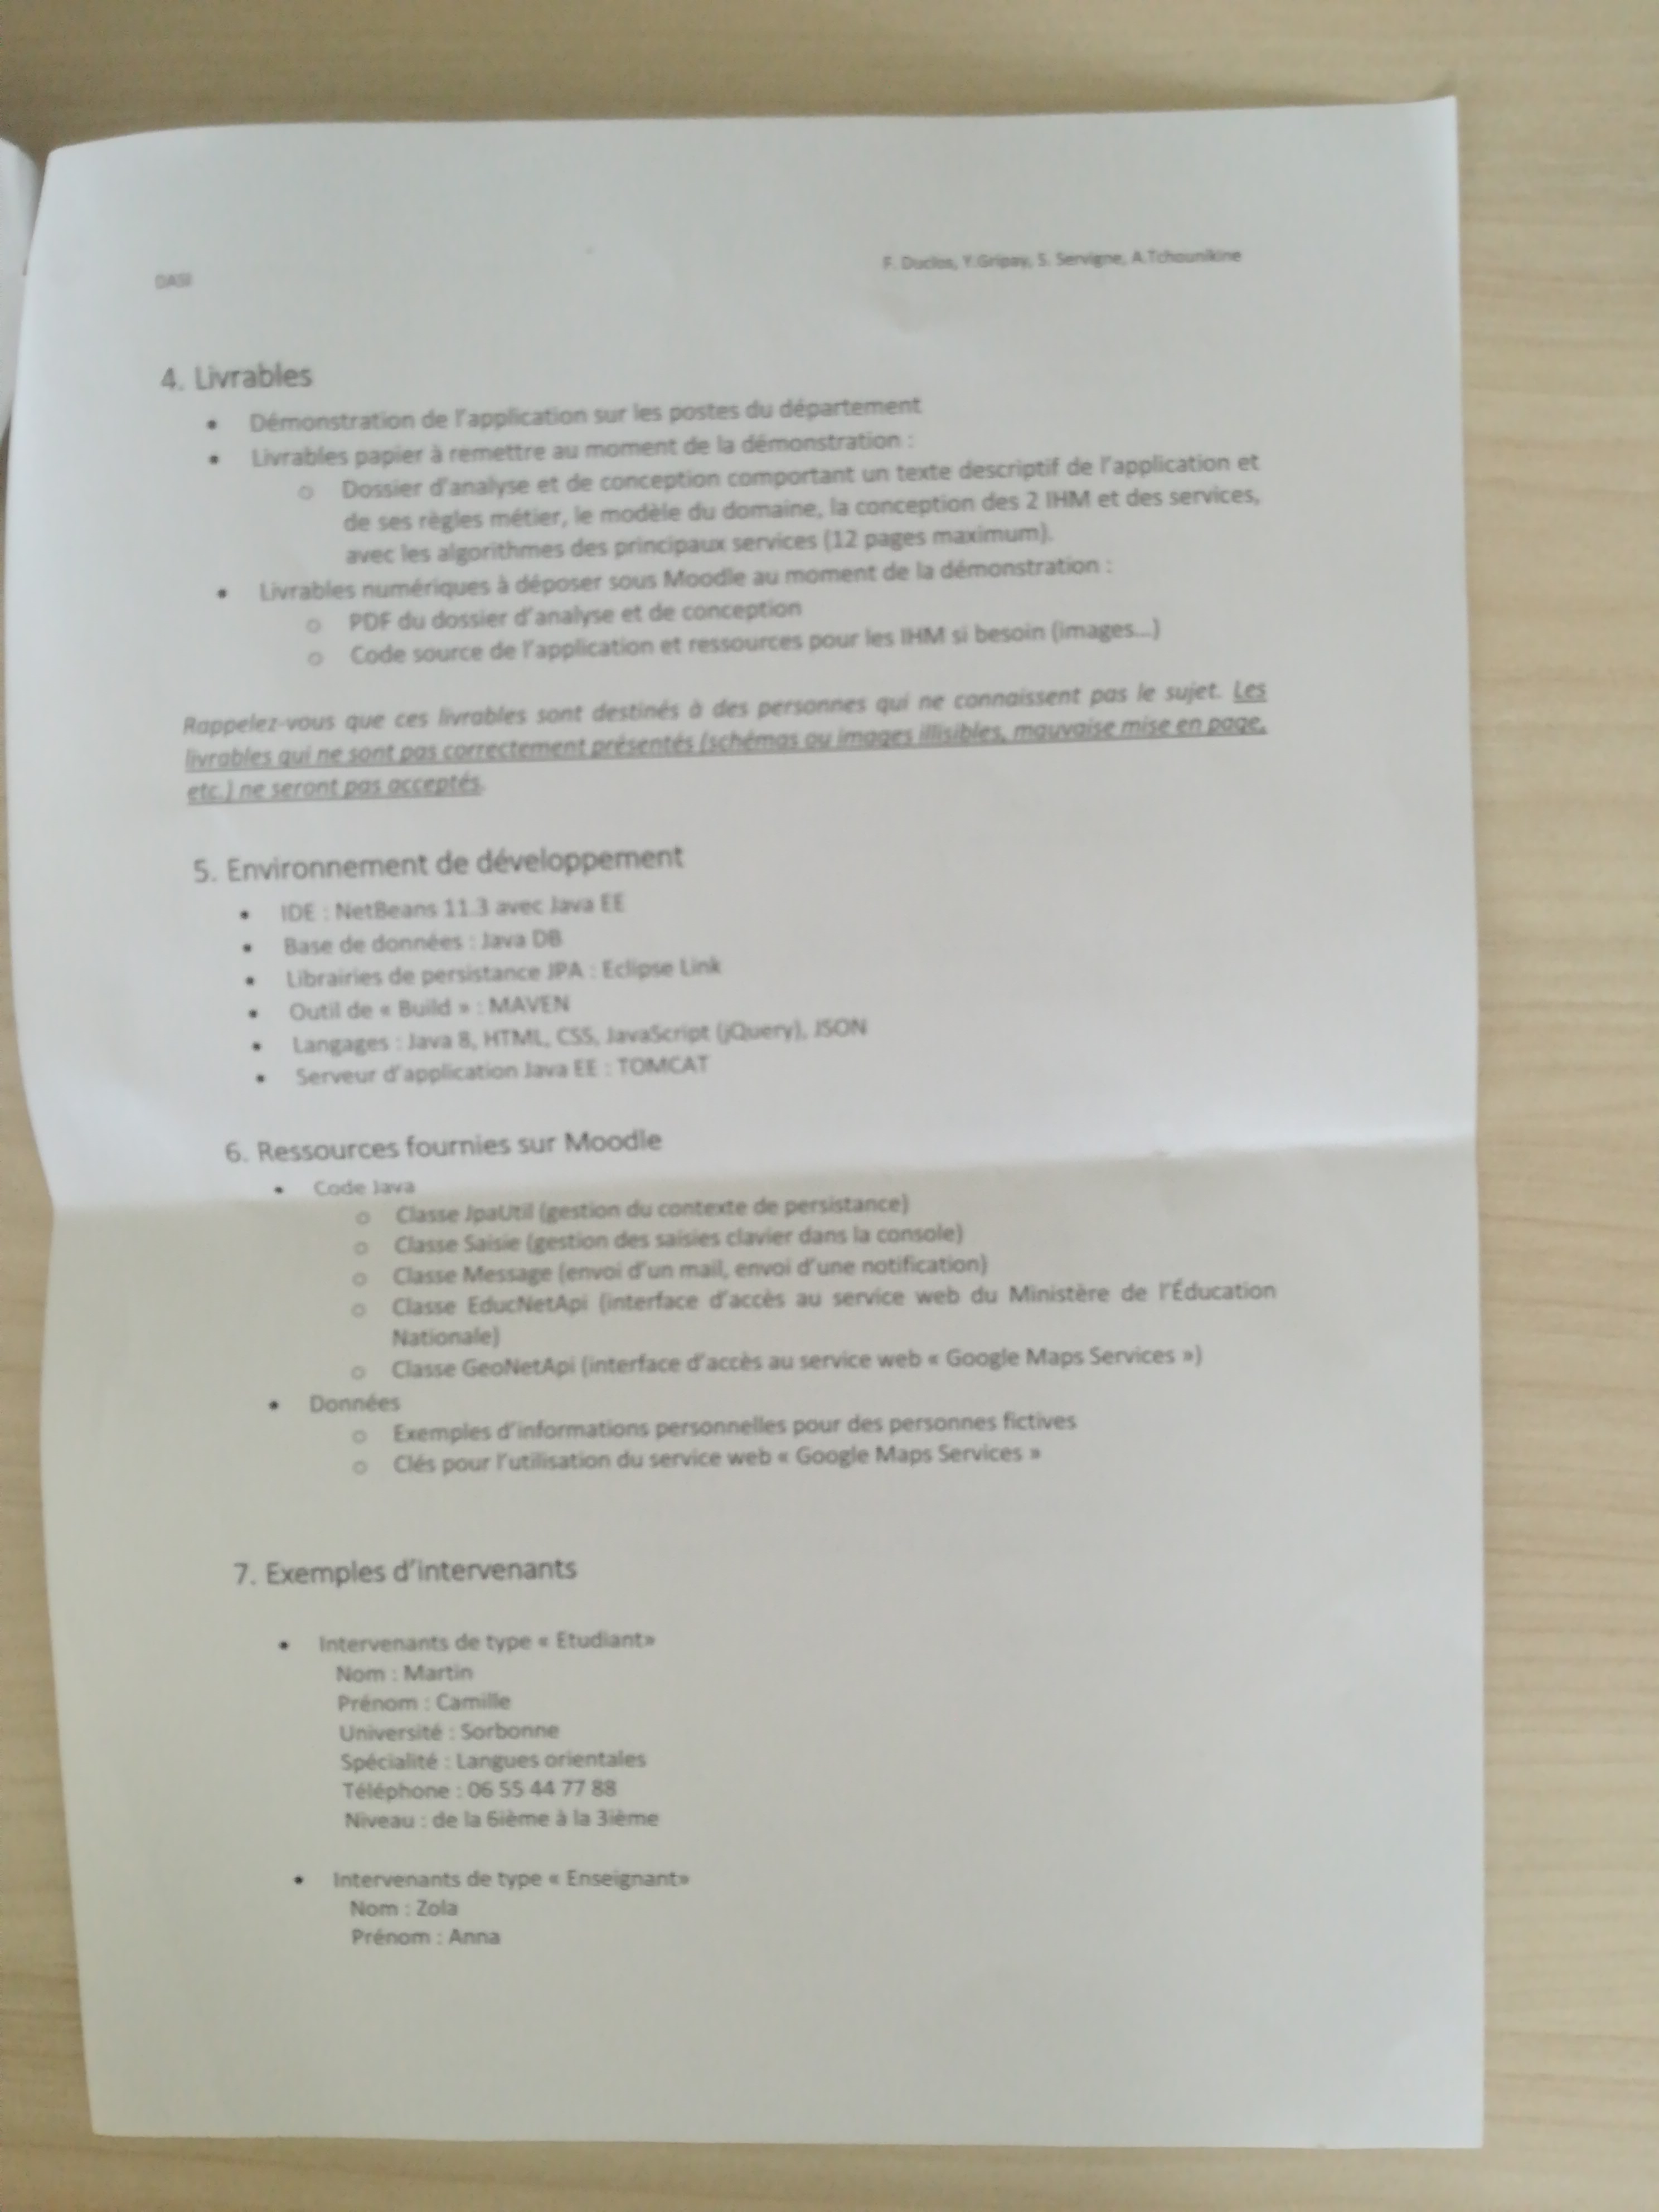 DASI
F. Duclos, Y.Gripay, S. Servigne, A.Tchounikine
4. Livrables
• Démonstration de l'application sur les postes du département
• Livrables papier à remettre au moment de la démonstration :
o Dossier d'analyse et de conception comportant un texte descriptif de l'application et
de ses règles métier, le modèle du domaine, la conception des 2 IHM et des services,
avec les algorithmes des principaux services (12 pages maximum).
• Livrables numériques à déposer sous Moodle au moment de la démonstration :
o PDF du dossier d'analyse et de conception
o Code source de l'application et ressources pour les IHM si besoin (images...)
Rappelez-vous que ces livrables sont destinés à des personnes qui ne connaissent pas le sujet. Les
livrables qui ne sont pas correctement présentés (schémas ou images illisibles, mauvaise mise en page,
etc.) ne seront pas acceptés.
5. Environnement de développement
• IDE : NetBeans 11.3 avec Java EE
• Base de données : Java DB
• Librairies de persistance JPA : Eclipse Link
• Outil de « Build » : MAVEN
• Langages : Java 8, HTML, CSS, JavaScript (jQuery), JSON
• Serveur d'application Java EE : TOMCAT
6. Ressources fournies sur Moodle
• Code Java
o Classe JpaUtil (gestion du contexte de persistance)
o Classe Saisie (gestion des saisies clavier dans la console)
o Classe Message (envoi d'un mail, envoi d'une notification)
o Classe EducNetApi (interface d'accès au service web du Ministère de l'Éducation
Nationale)
o Classe GeoNetApi (interface d'accès au service web « Google Maps Services »)
• Données
o Exemples d'informations personnelles pour des personnes fictives
o Clés pour l'utilisation du service web « Google Maps Services »
7. Exemples d'intervenants
• Intervenants de type « Etudiant»
Nom : Martin
Prénom : Camille
Université : Sorbonne
Spécialité : Langues orientales
Téléphone : 06 55 44 77 88
Niveau : de la 6ième à la 3ième
• Intervenants de type « Enseignant»
Nom : Zola
Prénom : Anna